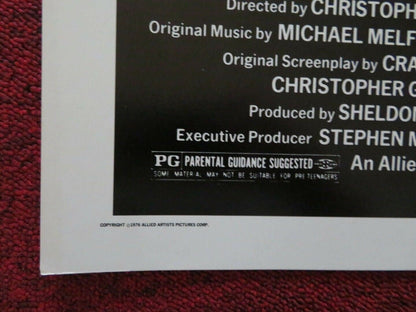 Directed by CHRISTOPH
Original Music by MICHAEL MELF
Original Screenplay by CRA
CHRISTOPHER G
Produced by SHELDON
Executive Producer STEPHEN M
PG PARENTAL GUIDANCE SUGGESTED An Allie
SOME MATERIAL MAY NOT BE SUITABLE FOR PRE-TEENAGERS
COPYRIGHT ©1976 ALLIED ARTISTS PICTURES CORP.